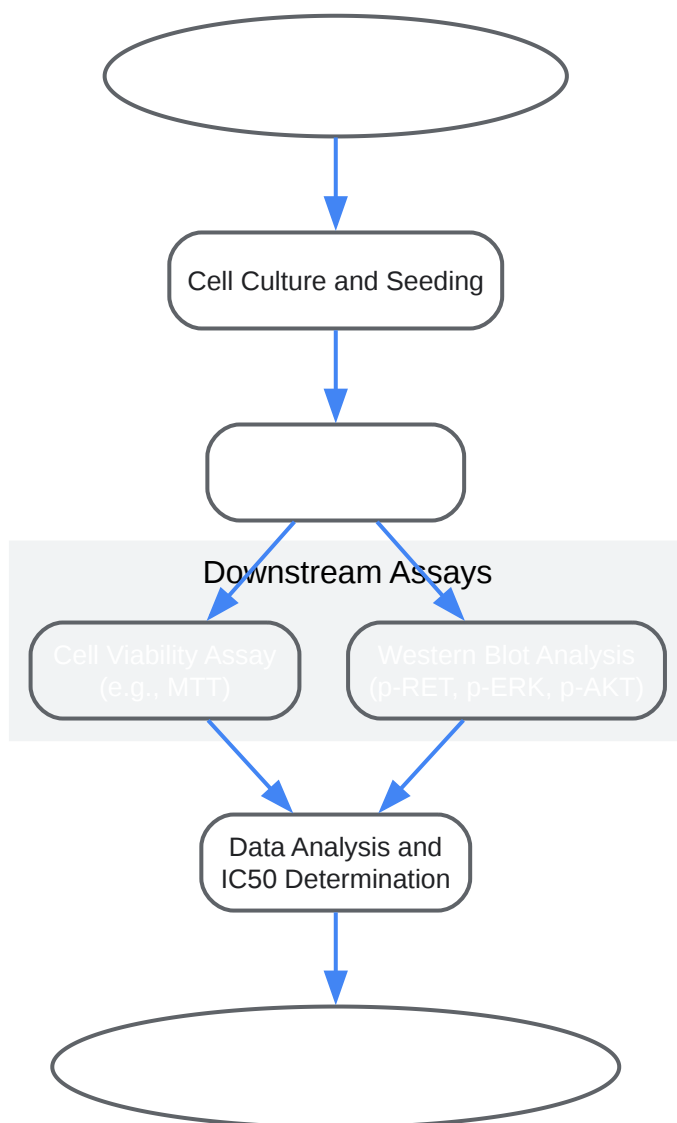 Cell Culture and Seeding
Downstream Assays
Cell Viability Assay
(e.g., MTT)
Western Blot Analysis
(p-RET, p-ERK, p-AKT)
Data Analysis and
IC50 Determination